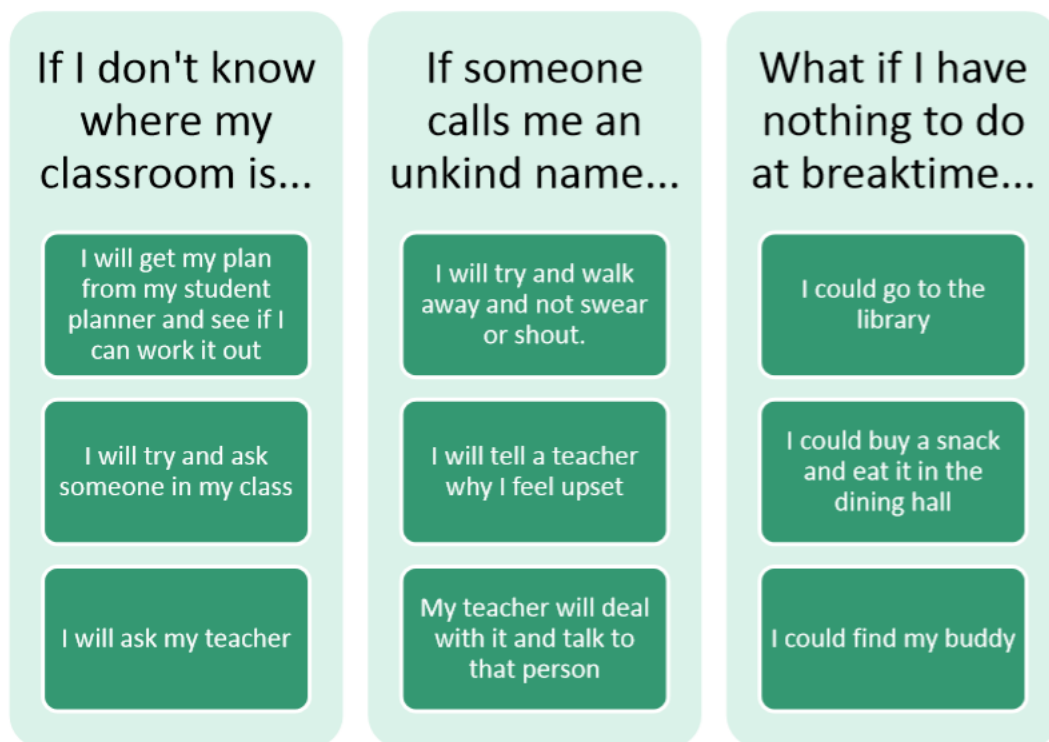 If I don't know
where my
classroom is...
I will get my plan
from my student
planner and see if I
can work it out
I will try and ask
someone in my class
I will ask my teacher
If someone
calls me an
unkind name...
I will try and walk
away and not swear
or shout.
I will tell a teacher
why I feel upset
My teacher will deal
with it and talk to
that person
What if I have
nothing to do
at breaktime...
I could go to the
library
I could buy a snack
and eat it in the
dining hall
I could find my buddy